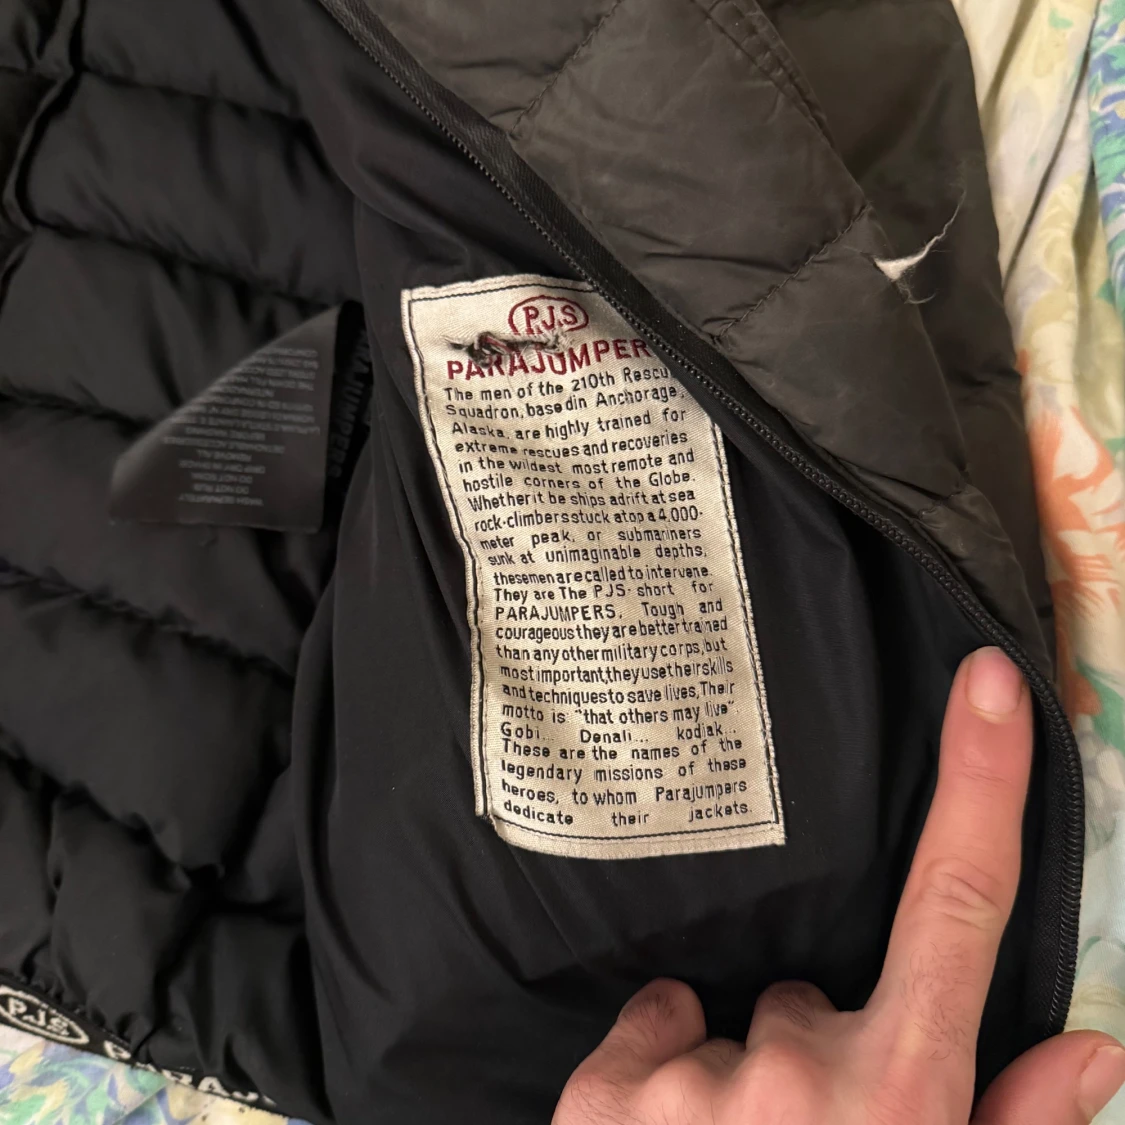 P.J.S
PARAJUMPER
The men of the 210th Rescu
Squadron, based in Anchorage,
Alaska, are highly trained for
extreme rescues and recoveries
in the wildest most remote and
hostile corners of the Globe.
Whether it be ships adrift at sea
rock-climbers stuck atop a 4,000-
meter peak, or submariners
sunk at unimaginable depths,
these men are called to intervene.
They are The PJS- short for
PARAJUMPERS. Tough and
courageous they are better trained
than any other military corps, but
most important, they use their skills
and techniques to save lives, Their
motto is "that others may live"
Gobi... Denali... kodiak...
These are the names of the
legendary missions of these
heroes, to whom Parajumpers
dedicate their jackets.
P.J.S.